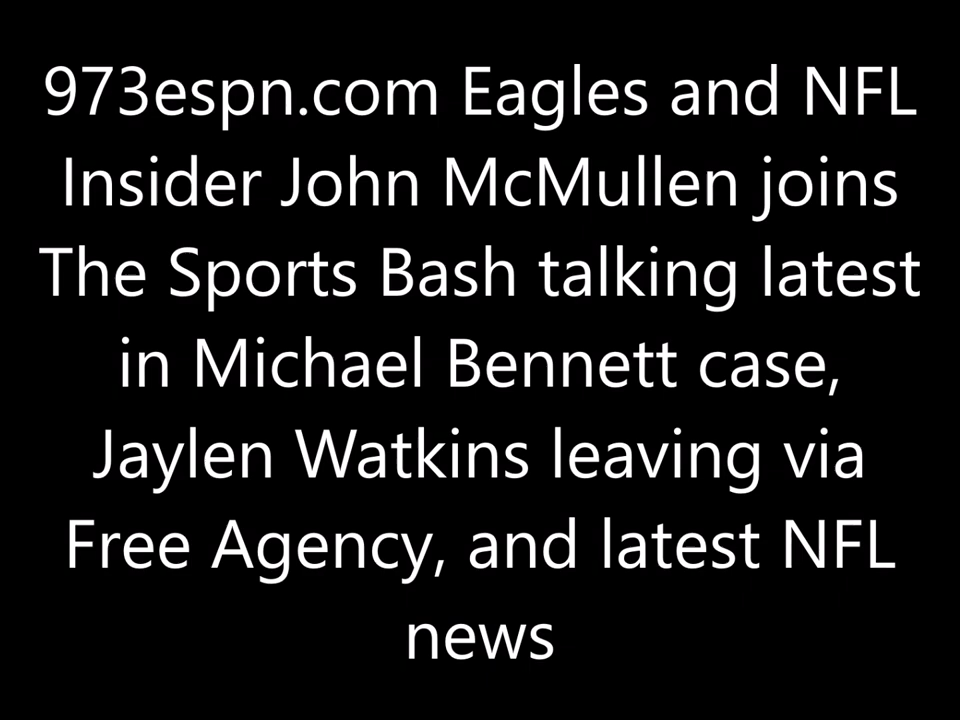 973espn.com Eagles and NFL
Insider John McMullen joins
The Sports Bash talking latest
in Michael Bennett case,
Jaylen Watkins leaving via
Free Agency, and latest NFL
news